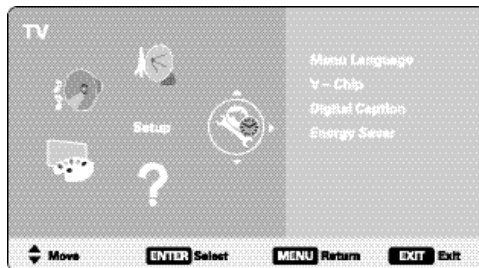 TV
Menu Language
V - Chip
Digital Caption
Energy Saver
Setup
Move ENTER Select MENU Return EXIT Exit